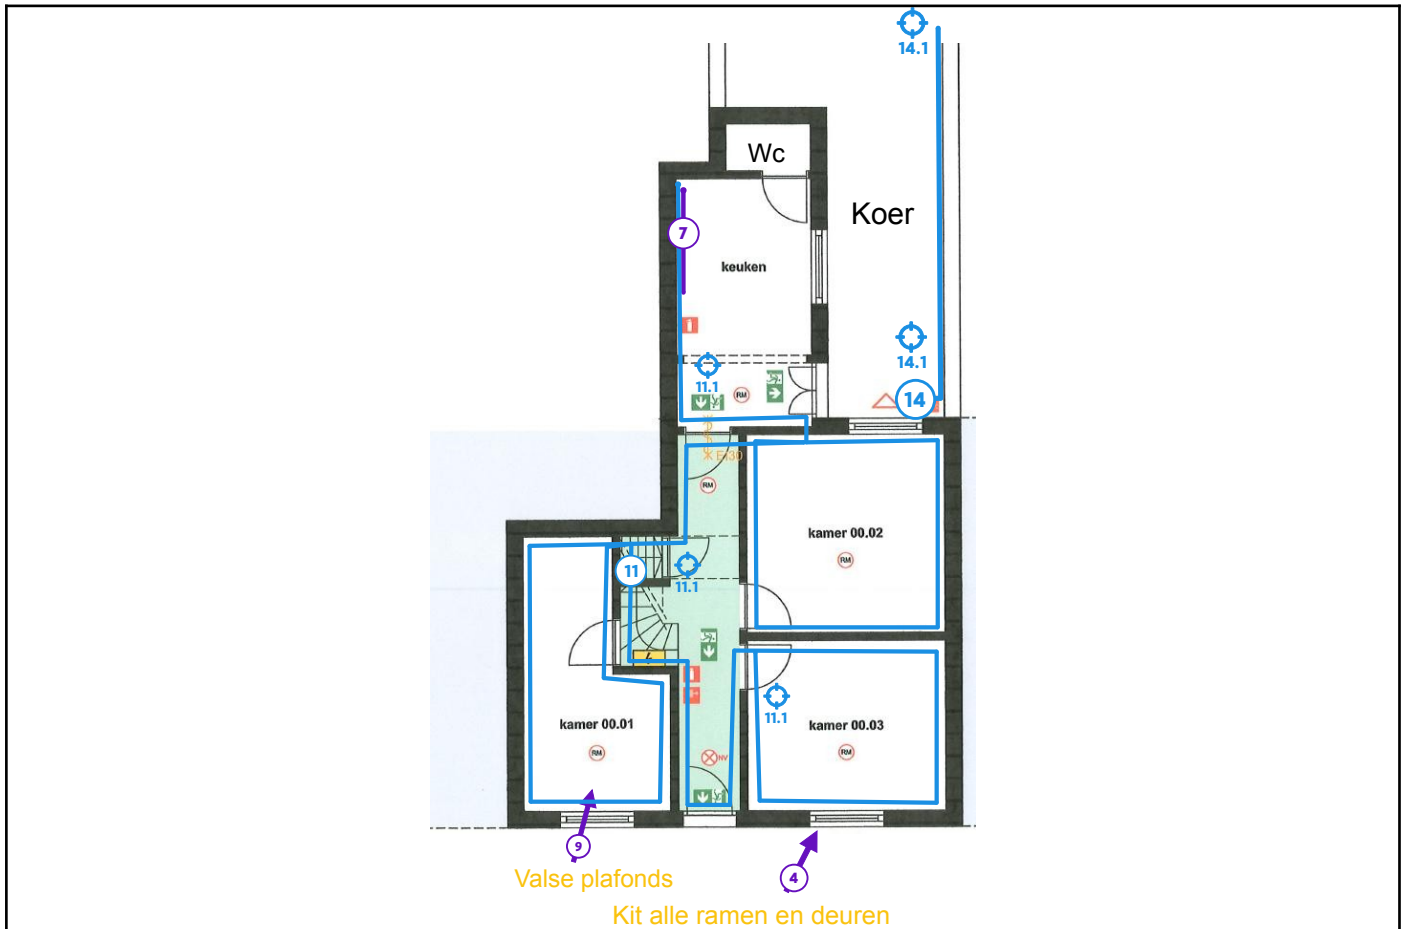 14.1
Wc
Koer
7
keuken
14.1
11.1
RM
14
EI30
RM
kamer 00.02
RM
11
11.1
kamer 00.01
RM
11.1
kamer 00.03
RM
NV
9
4
Valse plafonds
Kit alle ramen en deuren